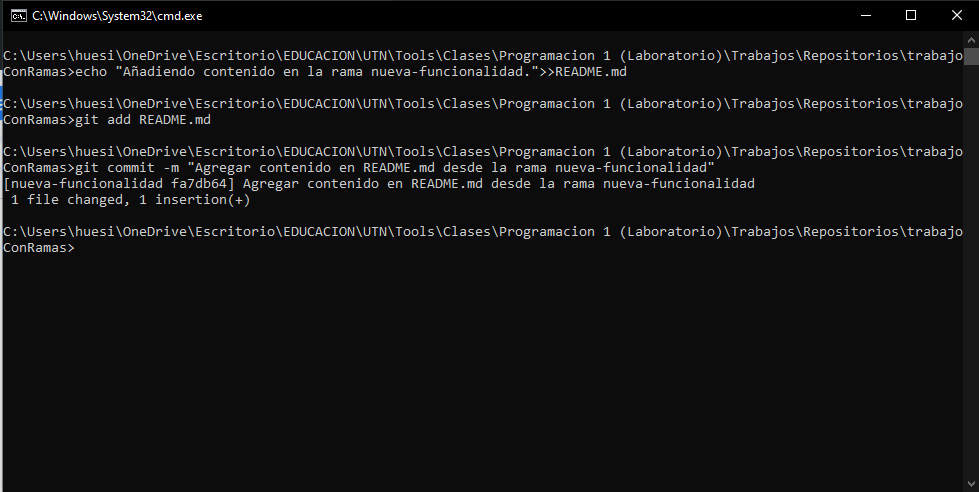 C:\Windows\System32\cmd.exe
C:\Users\huesi\OneDrive\Escritorio\EDUCACION\UTN\Tools\Clases\Programacion 1 (Laboratorio)\Trabajos\Repositorios\trabajo
ConRamas>echo "Añadiendo contenido en la rama nueva-funcionalidad.">>README.md
C:\Users\huesi\OneDrive\Escritorio\EDUCACION\UTN\Tools\Clases\Programacion 1 (Laboratorio)\Trabajos\Repositorios\trabajo
ConRamas>git add README.md
C:\Users\huesi\OneDrive\Escritorio\EDUCACION\UTN\Tools\Clases\Programacion 1 (Laboratorio)\Trabajos\Repositorios\trabajo
ConRamas>git commit -m "Agregar contenido en README.md desde la rama nueva-funcionalidad"
[nueva-funcionalidad fa7db64] Agregar contenido en README.md desde la rama nueva-funcionalidad
 1 file changed, 1 insertion(+)
C:\Users\huesi\OneDrive\Escritorio\EDUCACION\UTN\Tools\Clases\Programacion 1 (Laboratorio)\Trabajos\Repositorios\trabajo
ConRamas>